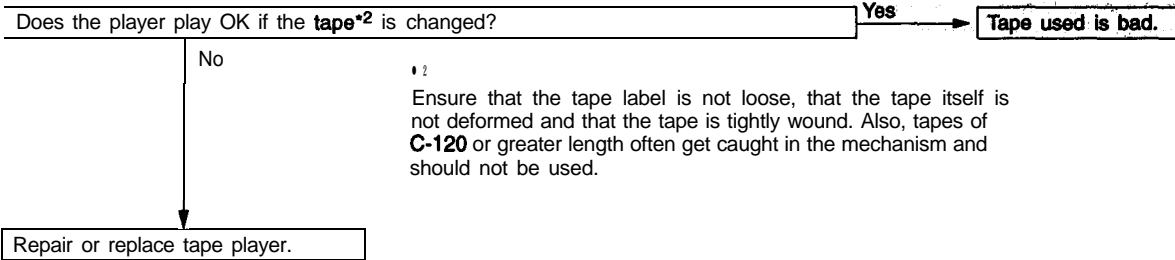 Does the player play OK if the tape*2 is changed?
Yes
Tape used is bad.
No
• 2
Ensure that the tape label is not loose, that the tape itself is
not deformed and that the tape is tightly wound. Also, tapes of
C-120 or greater length often get caught in the mechanism and
should not be used.
Repair or replace tape player.